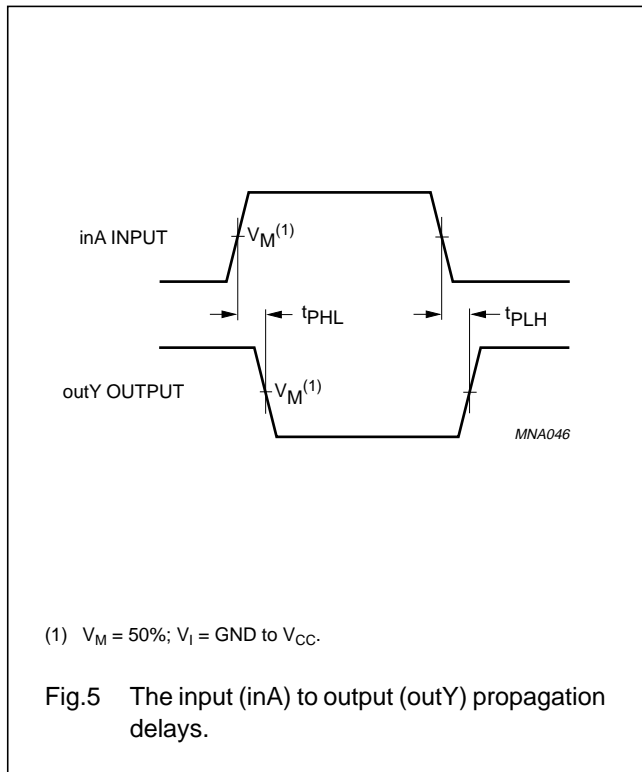 inA INPUT
VM(1)
tPHL
tPLH
outY OUTPUT
VM(1)
MNA046
(1) VM = 50%; VI = GND to VCC.
Fig.5 The input (inA) to output (outY) propagation
delays.